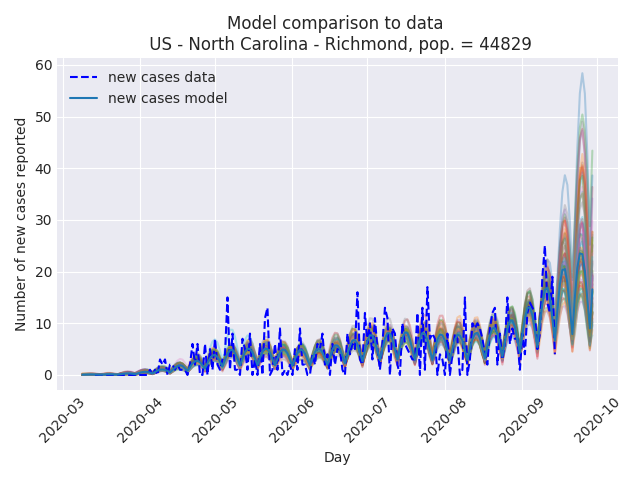 Model comparison to data
US - North Carolina - Richmond, pop. = 44829
new cases data
new cases model
Number of new cases reported
60
50
40
30
20
10
0
2020-03
2020-04
2020-05
2020-06
2020-07
2020-08
2020-09
2020-10
Day